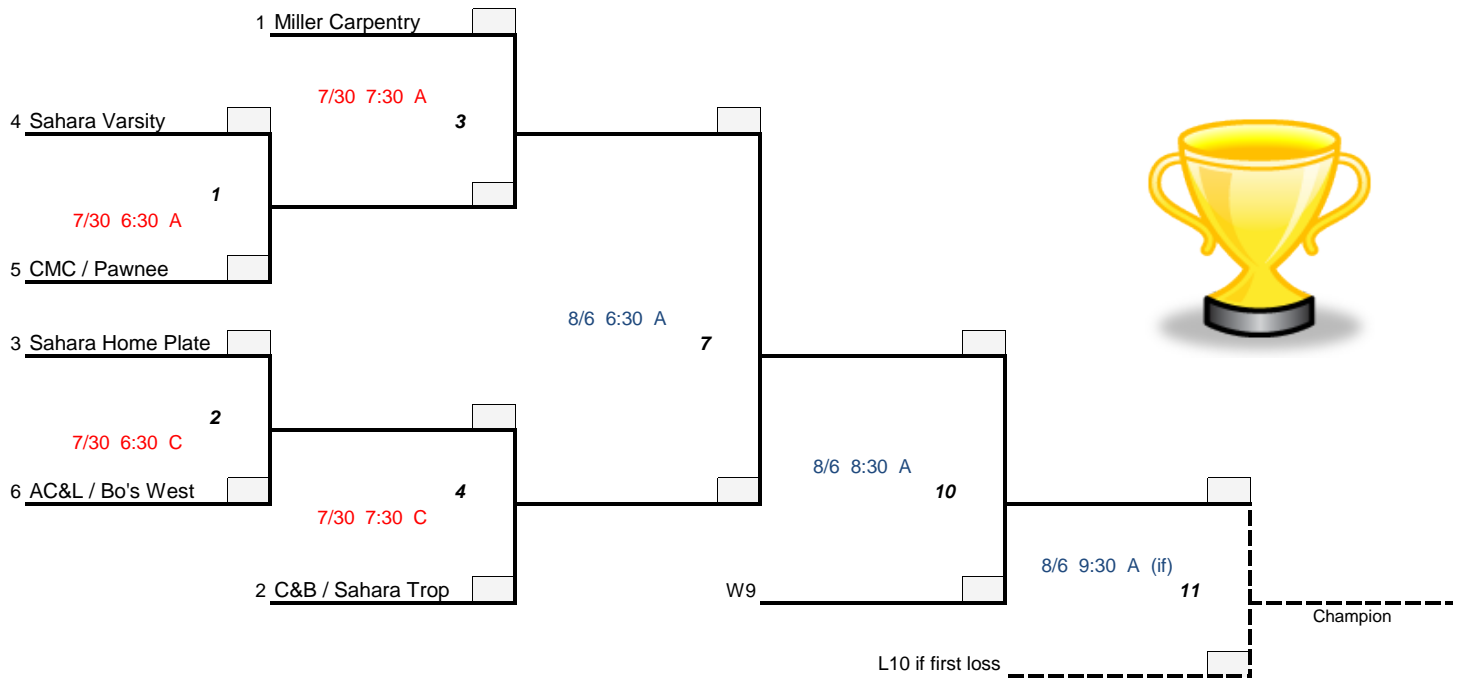 1 Miller Carpentry
7/30 7:30 A
3
4 Sahara Varsity
1
7/30 6:30 A
5 CMC / Pawnee
8/6 6:30 A
7
3 Sahara Home Plate
2
7/30 6:30 C
6 AC&L / Bo's West
4
7/30 7:30 C
2 C&B / Sahara Trop
8/6 8:30 A
10
W9
8/6 9:30 A (if)
11
Champion
L10 if first loss